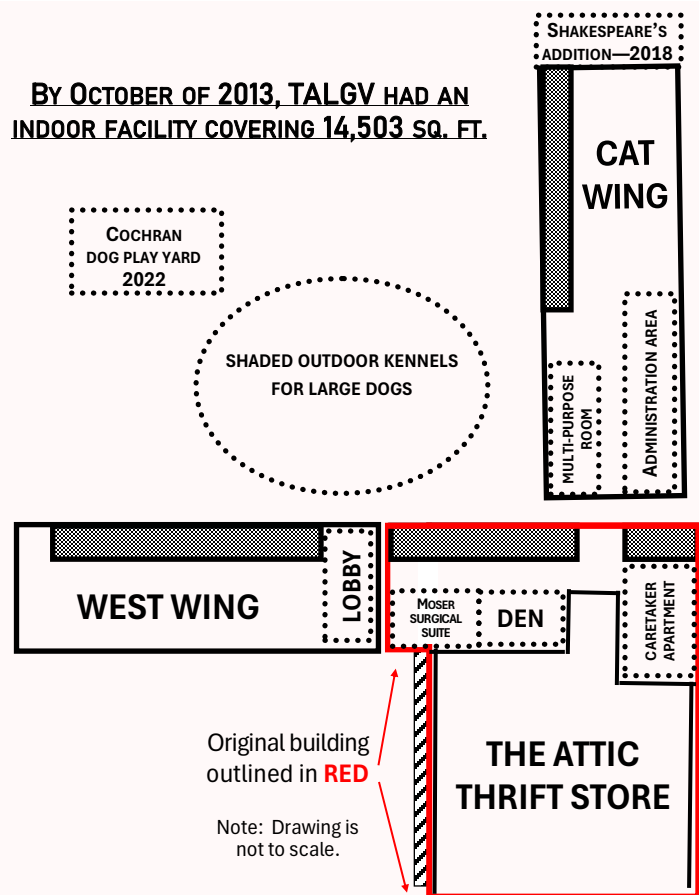 SHAKESPEARE'S
ADDITION—2018
BY OCTOBER OF 2013, TALGV HAD AN
INDOOR FACILITY COVERING 14,503 SQ. FT.
CAT
WING
COCHRAN
DOG PLAY YARD
2022
SHADED OUTDOOR KENNELS
FOR LARGE DOGS
MULTI-PURPOSE
ROOM
ADMINISTRATION AREA
WEST WING
LOBBY
MOSER
SURGICAL
SUITE
DEN
CARETAKER
APARTMENT
Original building
outlined in RED
THE ATTIC
THRIFT STORE
Note: Drawing is
not to scale.